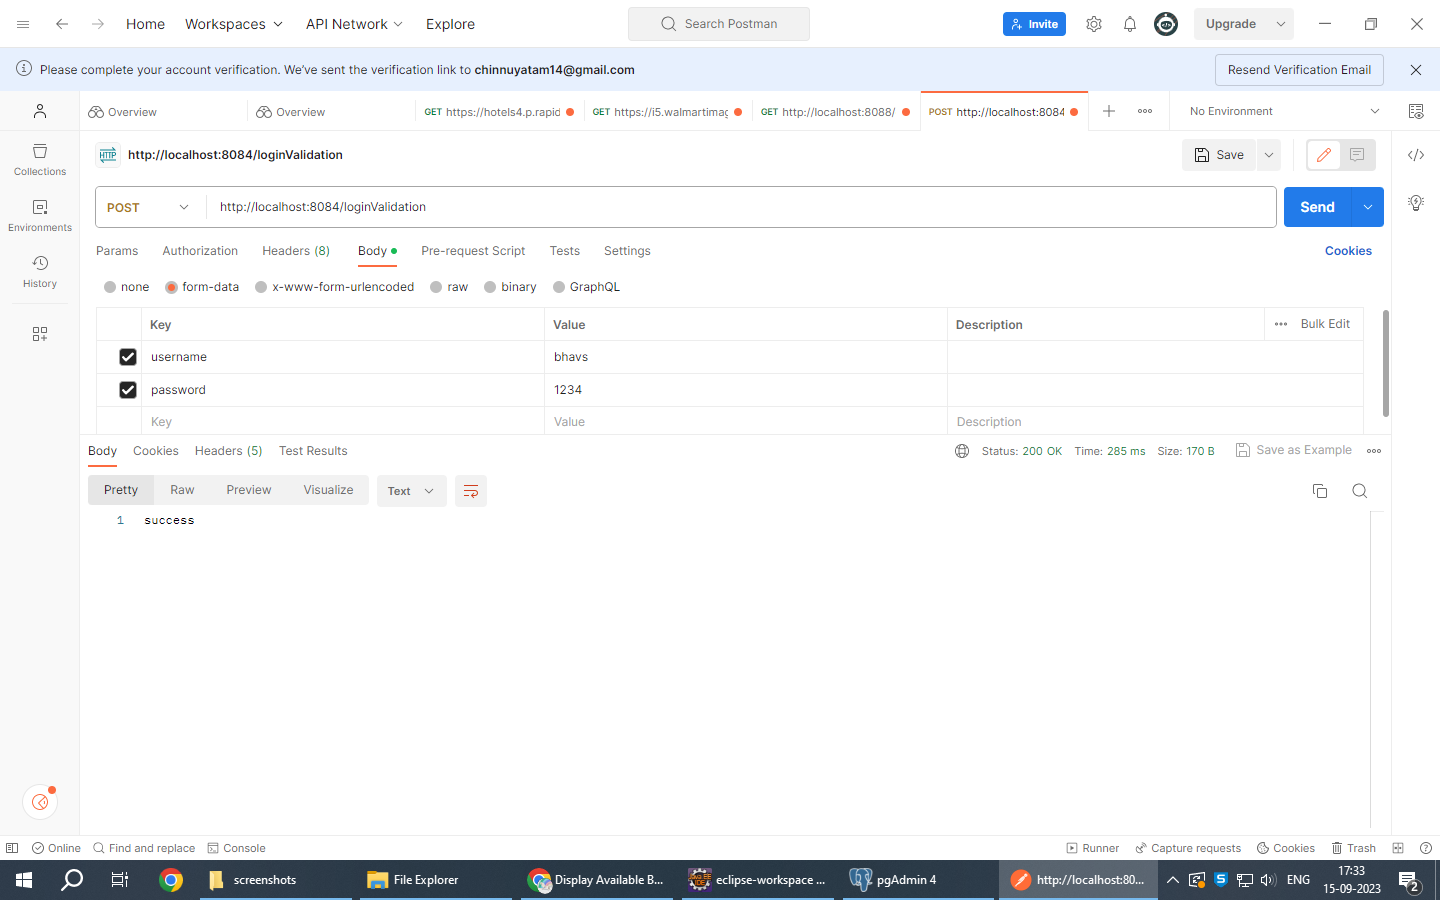 Home Workspaces API Network Explore Search Postman Invite Upgrade
Please complete your account verification. We've sent the verification link to chinnuyatam14@gmail.com Resend Verification Email
Overview Overview GET https://hotels4.p.rapid GET https://i5.walmartimag GET http://localhost:8088/ POST http://localhost:8084 No Environment
HTTP http://localhost:8084/loginValidation Save
Collections
POST http://localhost:8084/loginValidation Send
Environments
Params Authorization Headers (8) Body Pre-request Script Tests Settings Cookies
History
none form-data x-www-form-urlencoded raw binary GraphQL
Key Value Description Bulk Edit
username bhavs
password 1234
Key Value Description
Body Cookies Headers (5) Test Results Status: 200 OK Time: 285 ms Size: 170 B Save as Example
Pretty Raw Preview Visualize Text
1 success
Online Find and replace Console Runner Capture requests Cookies Trash
screenshots File Explorer Display Available B... eclipse-workspace ... pgAdmin 4 http://localhost:80... ENG 17:33
15-09-2023 2